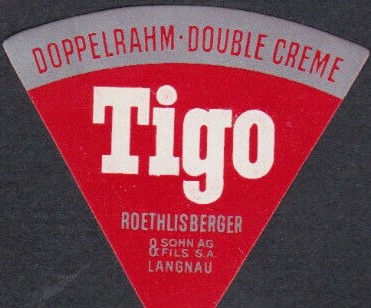 DOPPELRAHM · DOUBLE CREME
Tigo
ROETHLISBERGER
& SOHN AG
FILS S.A.
LANGNAU